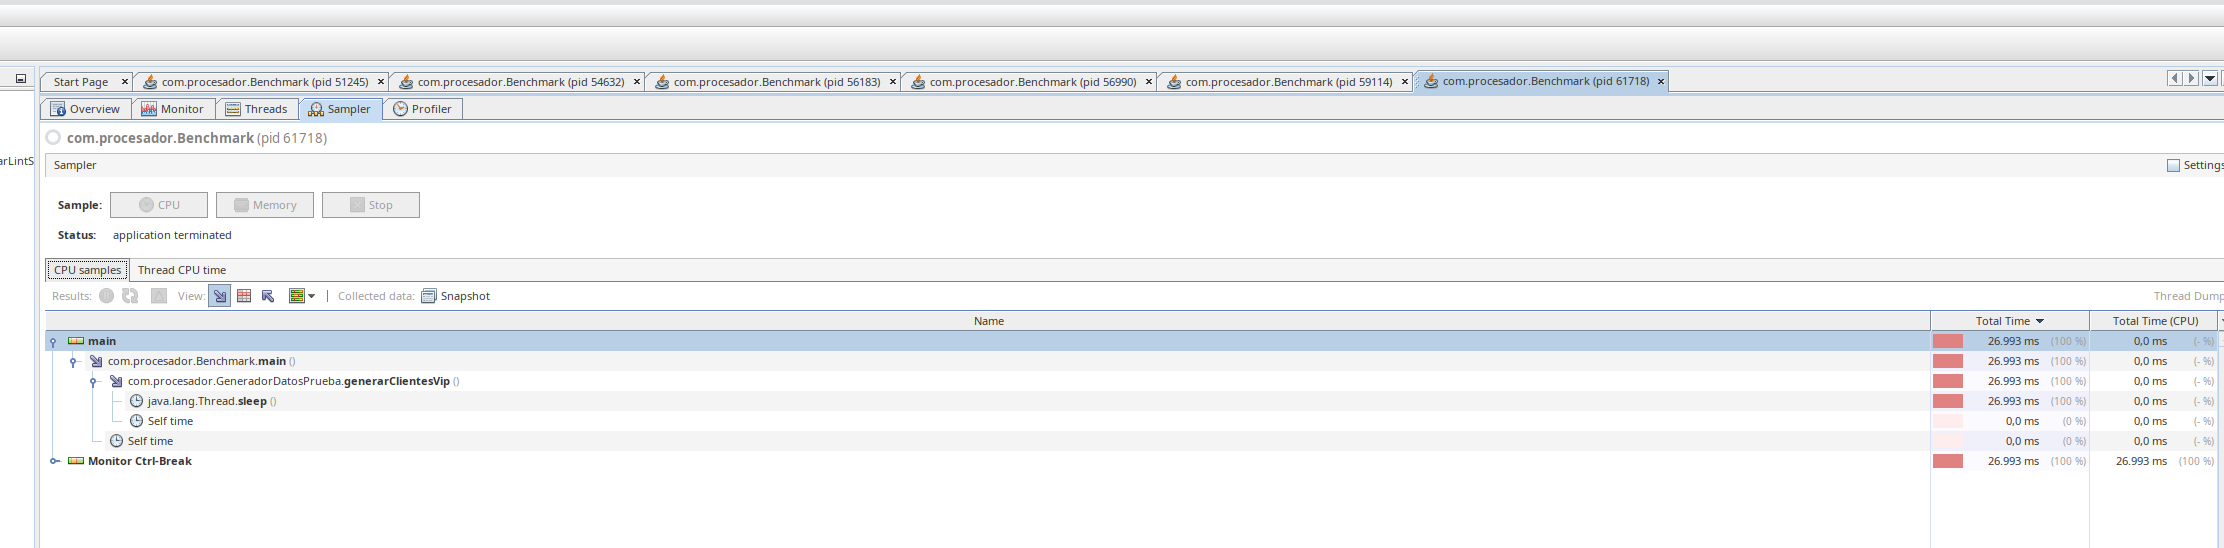 Start Page com.procesador.Benchmark (pid 51245) com.procesador.Benchmark (pid 54632) com.procesador.Benchmark (pid 56183) com.procesador.Benchmark (pid 56990) com.procesador.Benchmark (pid 59114) com.procesador.Benchmark (pid 61718)
Overview Monitor Threads Sampler Profiler
com.procesador.Benchmark (pid 61718)
arLintS
Sampler Settings
Sample: CPU Memory Stop
Status: application terminated
CPU samples Thread CPU time
Results: View: Collected data: Snapshot Thread Dump
Name Total Time Total Time (CPU)
main 26.993 ms (100 %) 0,0 ms (- %)
com.procesador.Benchmark.main () 26.993 ms (100 %) 0,0 ms (- %)
com.procesador.GeneradorDatosPrueba.generarClientesVip () 26.993 ms (100 %) 0,0 ms (- %)
java.lang.Thread.sleep () 26.993 ms (100 %) 0,0 ms (- %)
Self time 0,0 ms (0 %) 0,0 ms (- %)
Self time 0,0 ms (0 %) 0,0 ms (- %)
Monitor Ctrl-Break 26.993 ms (100 %) 26.993 ms (100 %)